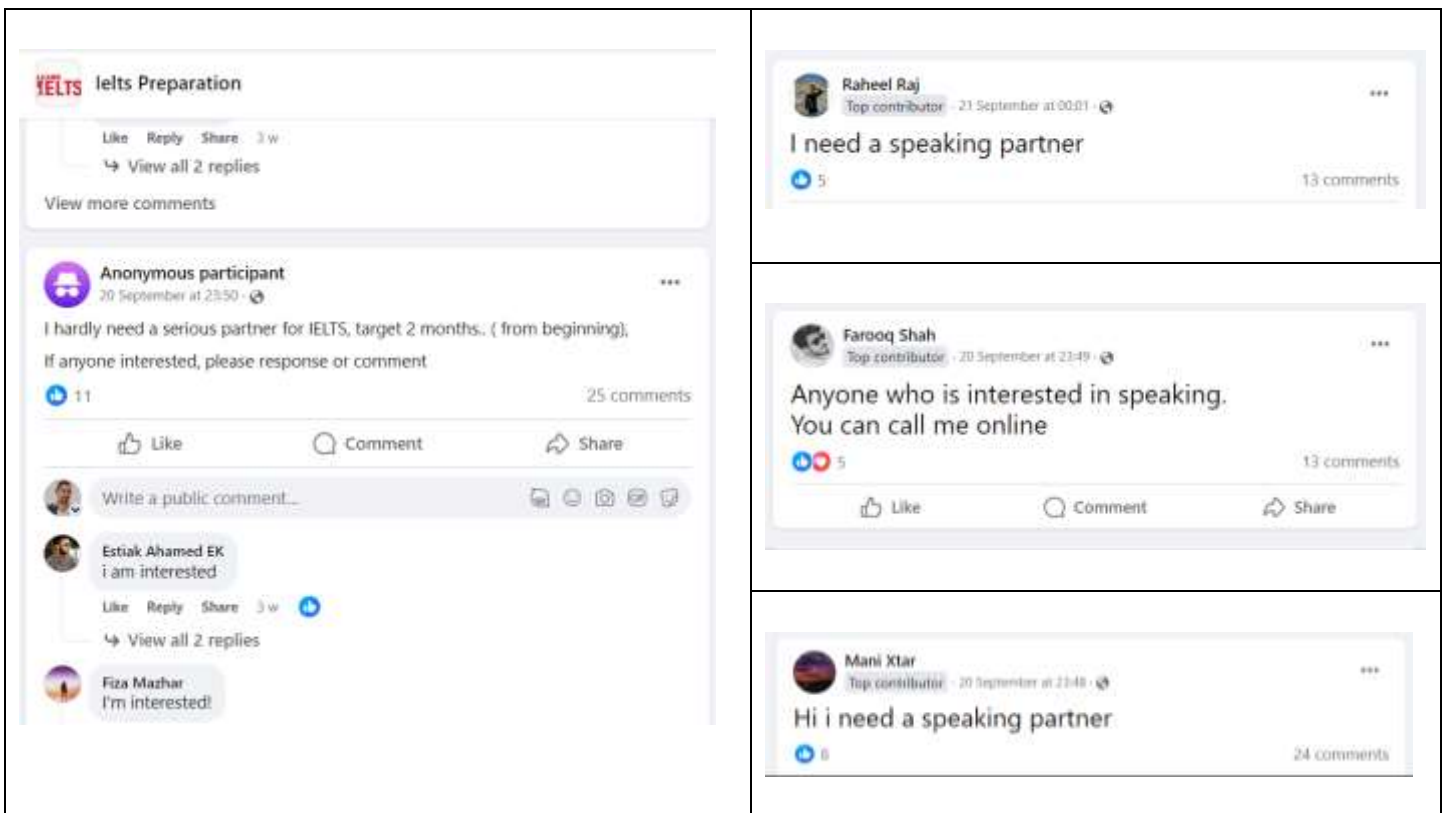 Ielts Preparation
Like Reply Share 3 w
View all 2 replies
View more comments
Anonymous participant
20 September at 23:50
I hardly need a serious partner for IELTS, target 2 months.. ( from beginning),
If anyone interested, please response or comment
11 25 comments
Like Comment Share
Write a public comment...
Estiak Ahamed EK
i am interested
Like Reply Share 3 w
View all 2 replies
Fiza Mazhar
I'm interested!
Raheel Raj
Top contributor · 21 September at 00:01
I need a speaking partner
5 13 comments
Farooq Shah
Top contributor · 20 September at 23:49
Anyone who is interested in speaking.
You can call me online
5 13 comments
Like Comment Share
Mani Xtar
Top contributor · 20 September at 23:48
Hi i need a speaking partner
24 comments